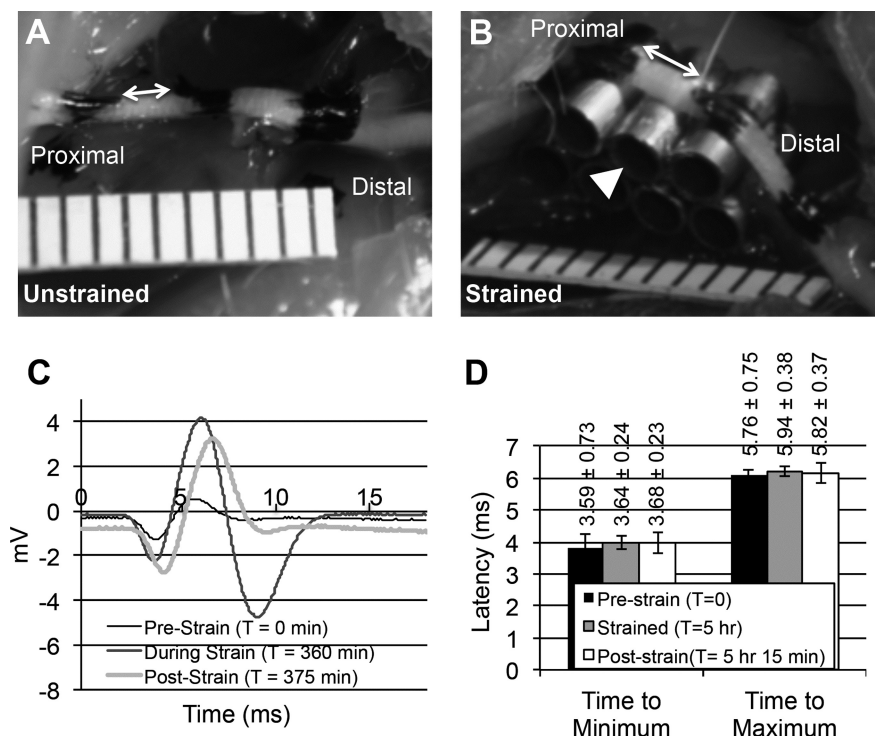 A
Proximal
Distal
Unstrained
B
Proximal
Distal
Strained
C
4
2
0
-2
-4
-6
-8
0
5
10
15
mV
Pre-Strain (T = 0 min)
During Strain (T = 360 min)
Post-Strain (T = 375 min)
Time (ms)
D
3.59 ± 0.73
3.64 ± 0.24
3.68 ± 0.23
5.76 ± 0.75
5.94 ± 0.38
5.82 ± 0.37
7
6
5
4
3
2
1
0
Latency (ms)
Pre-strain (T=0)
Strained (T=5 hr)
Post-strain(T= 5 hr 15 min)
Time to
Minimum
Time to
Maximum